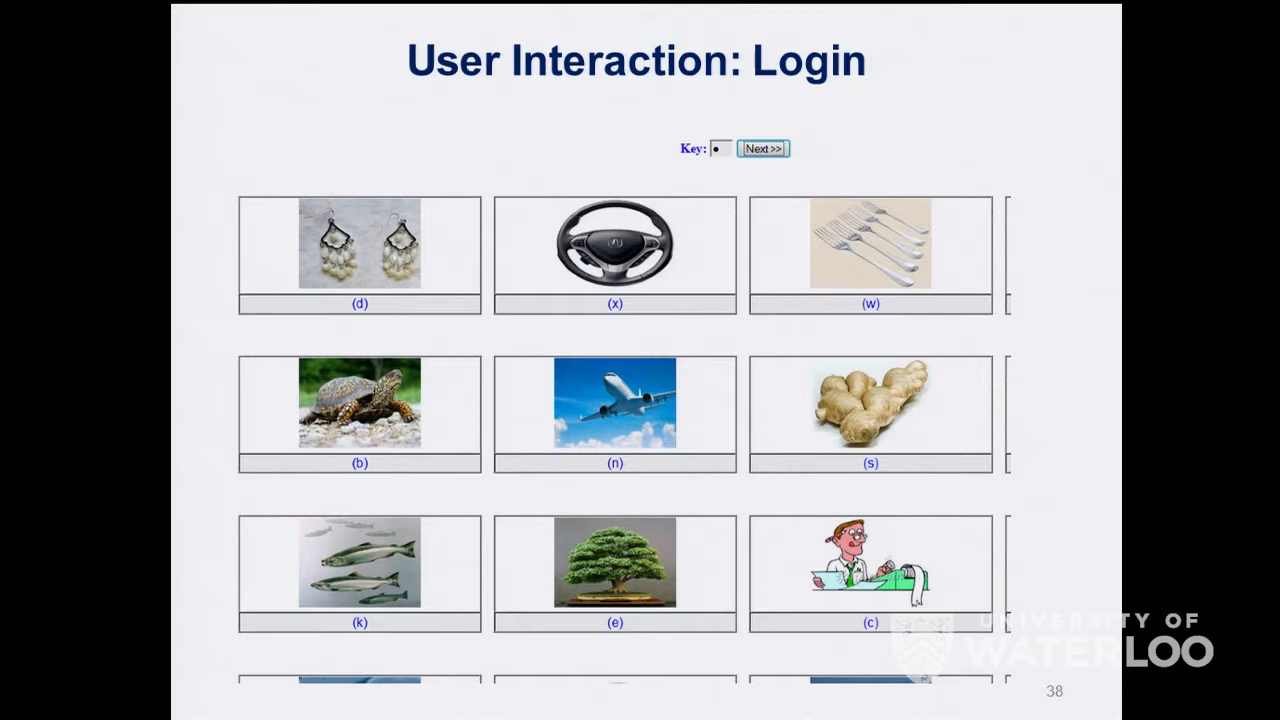 User Interaction: Login
Key: • Next >>
(d) (x) (w)
(b) (n) (s)
(k) (e) (c)
UNIVERSITY OF
WATERLOO
38